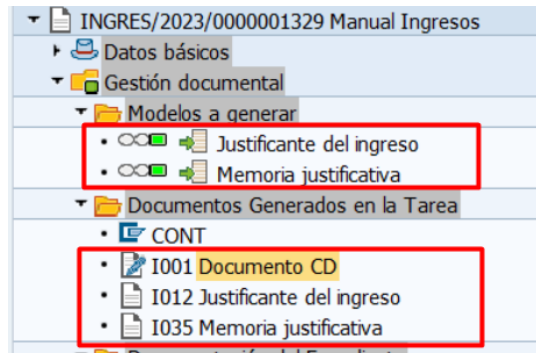 INGRES/2023/0000001329 Manual Ingresos
Datos básicos
Gestión documental
Modelos a generar
Justificante del ingreso
Memoria justificativa
Documentos Generados en la Tarea
CONT
I001 Documento CD
I012 Justificante del ingreso
I035 Memoria justificativa